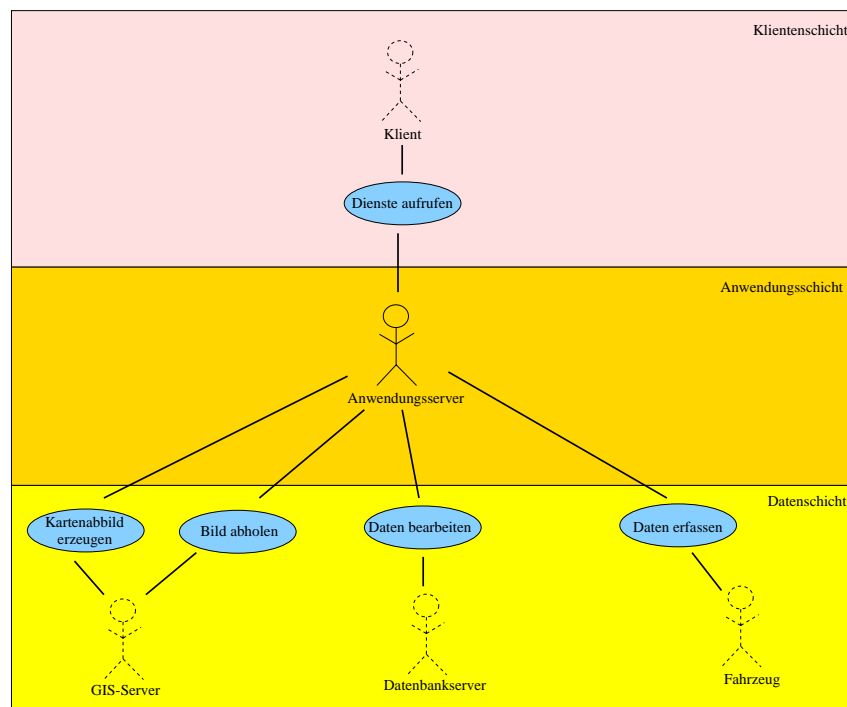 Klientenschicht
Klient
Dienste aufrufen
Anwendungsschicht
Anwendungsserver
Datenschicht
Kartenabbild
erzeugen
Bild abholen
Daten bearbeiten
Daten erfassen
GIS-Server
Datenbankserver
Fahrzeug